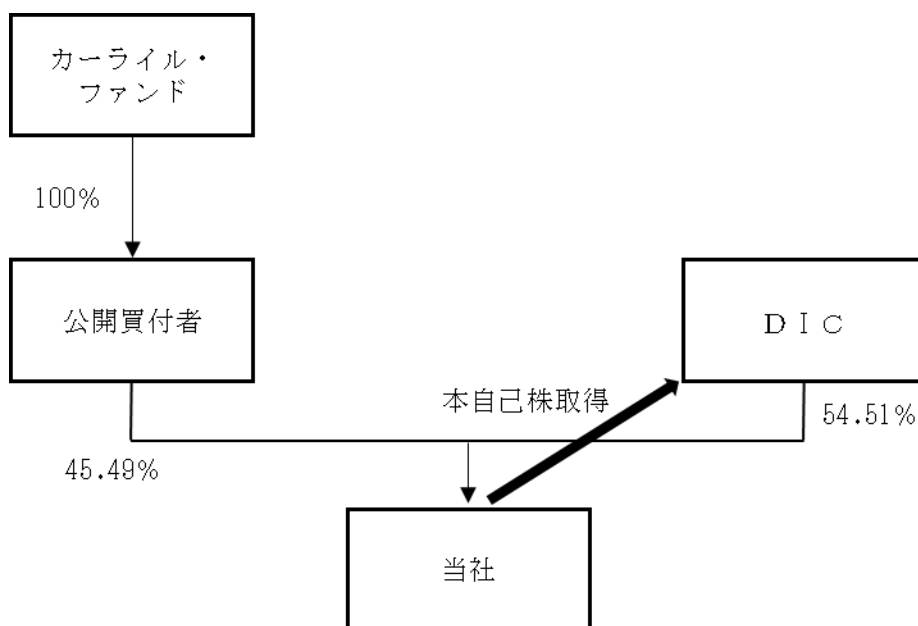 カーライル・
ファンド
100%
公開買付者
ＤＩＣ
本自己株取得
54.51%
45.49%
当社